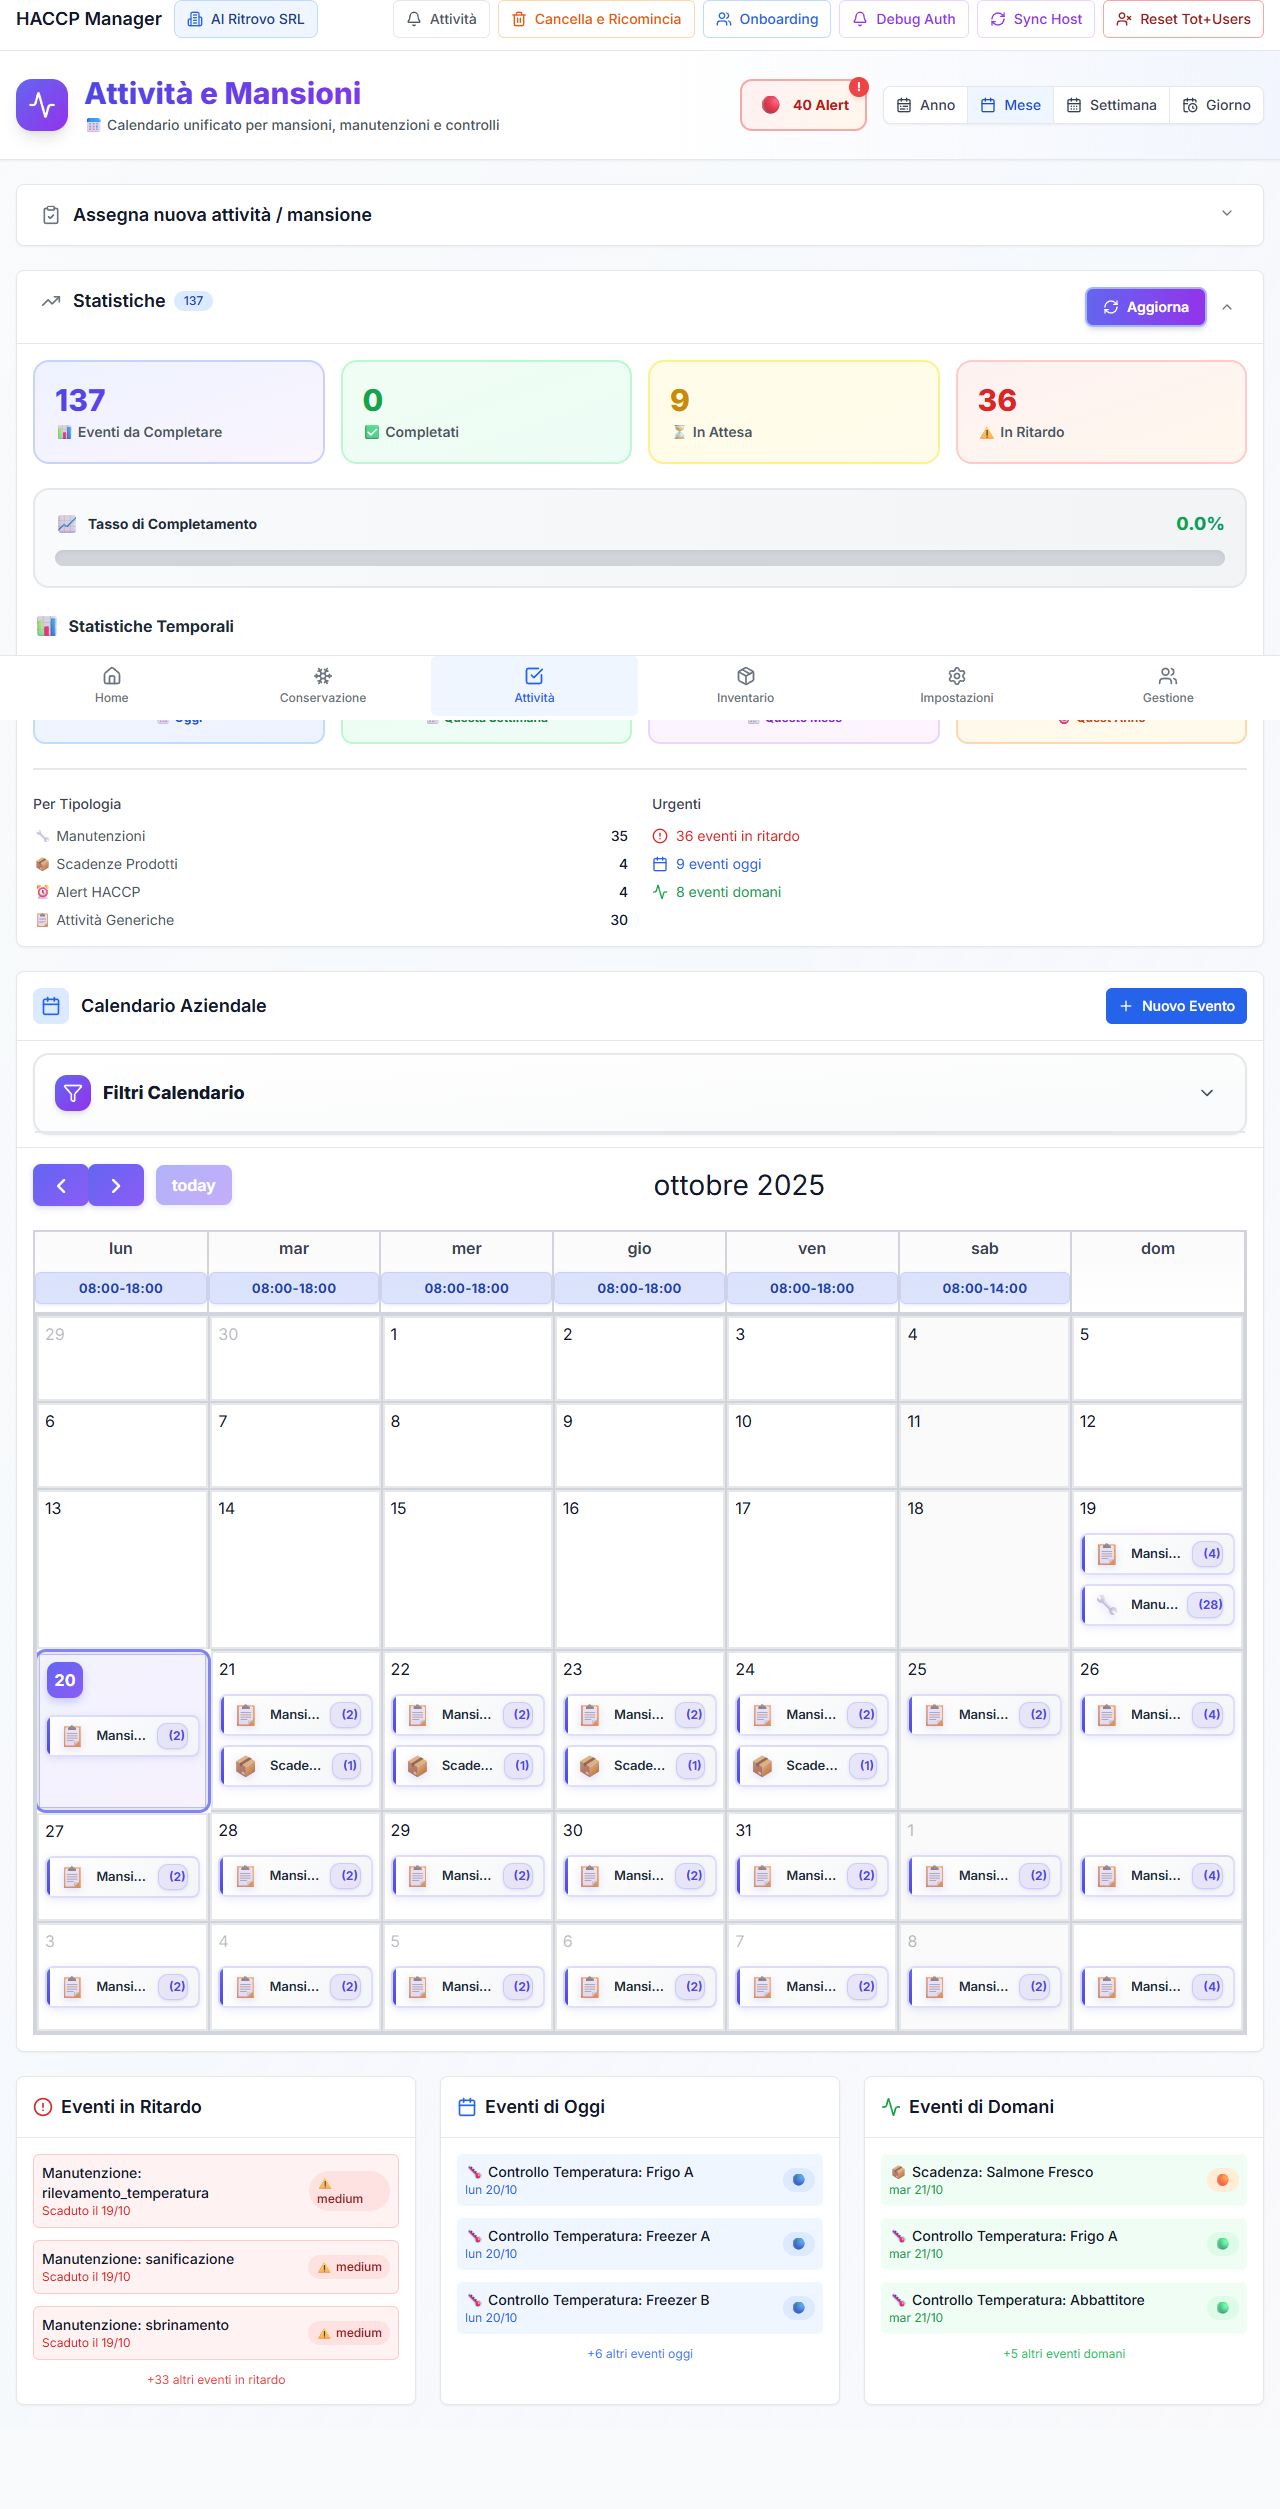 HACCP Manager
Al Ritrovo SRL
Attività
Cancella e Ricomincia
Onboarding
Debug Auth
Sync Host
Reset Tot+Users
Attività e Mansioni
Calendario unificato per mansioni, manutenzioni e controlli
40 Alert
!
Anno
Mese
Settimana
Giorno
Assegna nuova attività / mansione
Statistiche
137
Aggiorna
137
Eventi da Completare
0
Completati
9
In Attesa
36
In Ritardo
Tasso di Completamento
0.0%
Statistiche Temporali
Home
Conservazione
Attività
Inventario
Impostazioni
Gestione
Oggi
Questa Settimana
Questo Mese
Quest'Anno
Per Tipologia
Manutenzioni 35
Scadenze Prodotti 4
Alert HACCP 4
Attività Generiche 30
Urgenti
36 eventi in ritardo
9 eventi oggi
8 eventi domani
Calendario Aziendale
Nuovo Evento
Filtri Calendario
today
ottobre 2025
lun mar mer gio ven sab dom
08:00-18:00 08:00-18:00 08:00-18:00 08:00-18:00 08:00-18:00 08:00-14:00
29 30 1 2 3 4 5
6 7 8 9 10 11 12
13 14 15 16 17 18 19
Mansi... (4)
Manu... (28)
20 21 22 23 24 25 26
Mansi... (2) Mansi... (2) Mansi... (2) Mansi... (2) Mansi... (2) Mansi... (2) Mansi... (4)
Scade... (1) Scade... (1) Scade... (1) Scade... (1)
27 28 29 30 31 1
Mansi... (2) Mansi... (2) Mansi... (2) Mansi... (2) Mansi... (2) Mansi... (2) Mansi... (4)
3 4 5 6 7 8
Mansi... (2) Mansi... (2) Mansi... (2) Mansi... (2) Mansi... (2) Mansi... (2) Mansi... (4)
Eventi in Ritardo
Manutenzione:
rilevamento_temperatura
Scaduto il 19/10
medium
Manutenzione: sanificazione
Scaduto il 19/10
medium
Manutenzione: sbrinamento
Scaduto il 19/10
medium
+33 altri eventi in ritardo
Eventi di Oggi
Controllo Temperatura: Frigo A
lun 20/10
Controllo Temperatura: Freezer A
lun 20/10
Controllo Temperatura: Freezer B
lun 20/10
+6 altri eventi oggi
Eventi di Domani
Scadenza: Salmone Fresco
mar 21/10
Controllo Temperatura: Frigo A
mar 21/10
Controllo Temperatura: Abbattitore
mar 21/10
+5 altri eventi domani